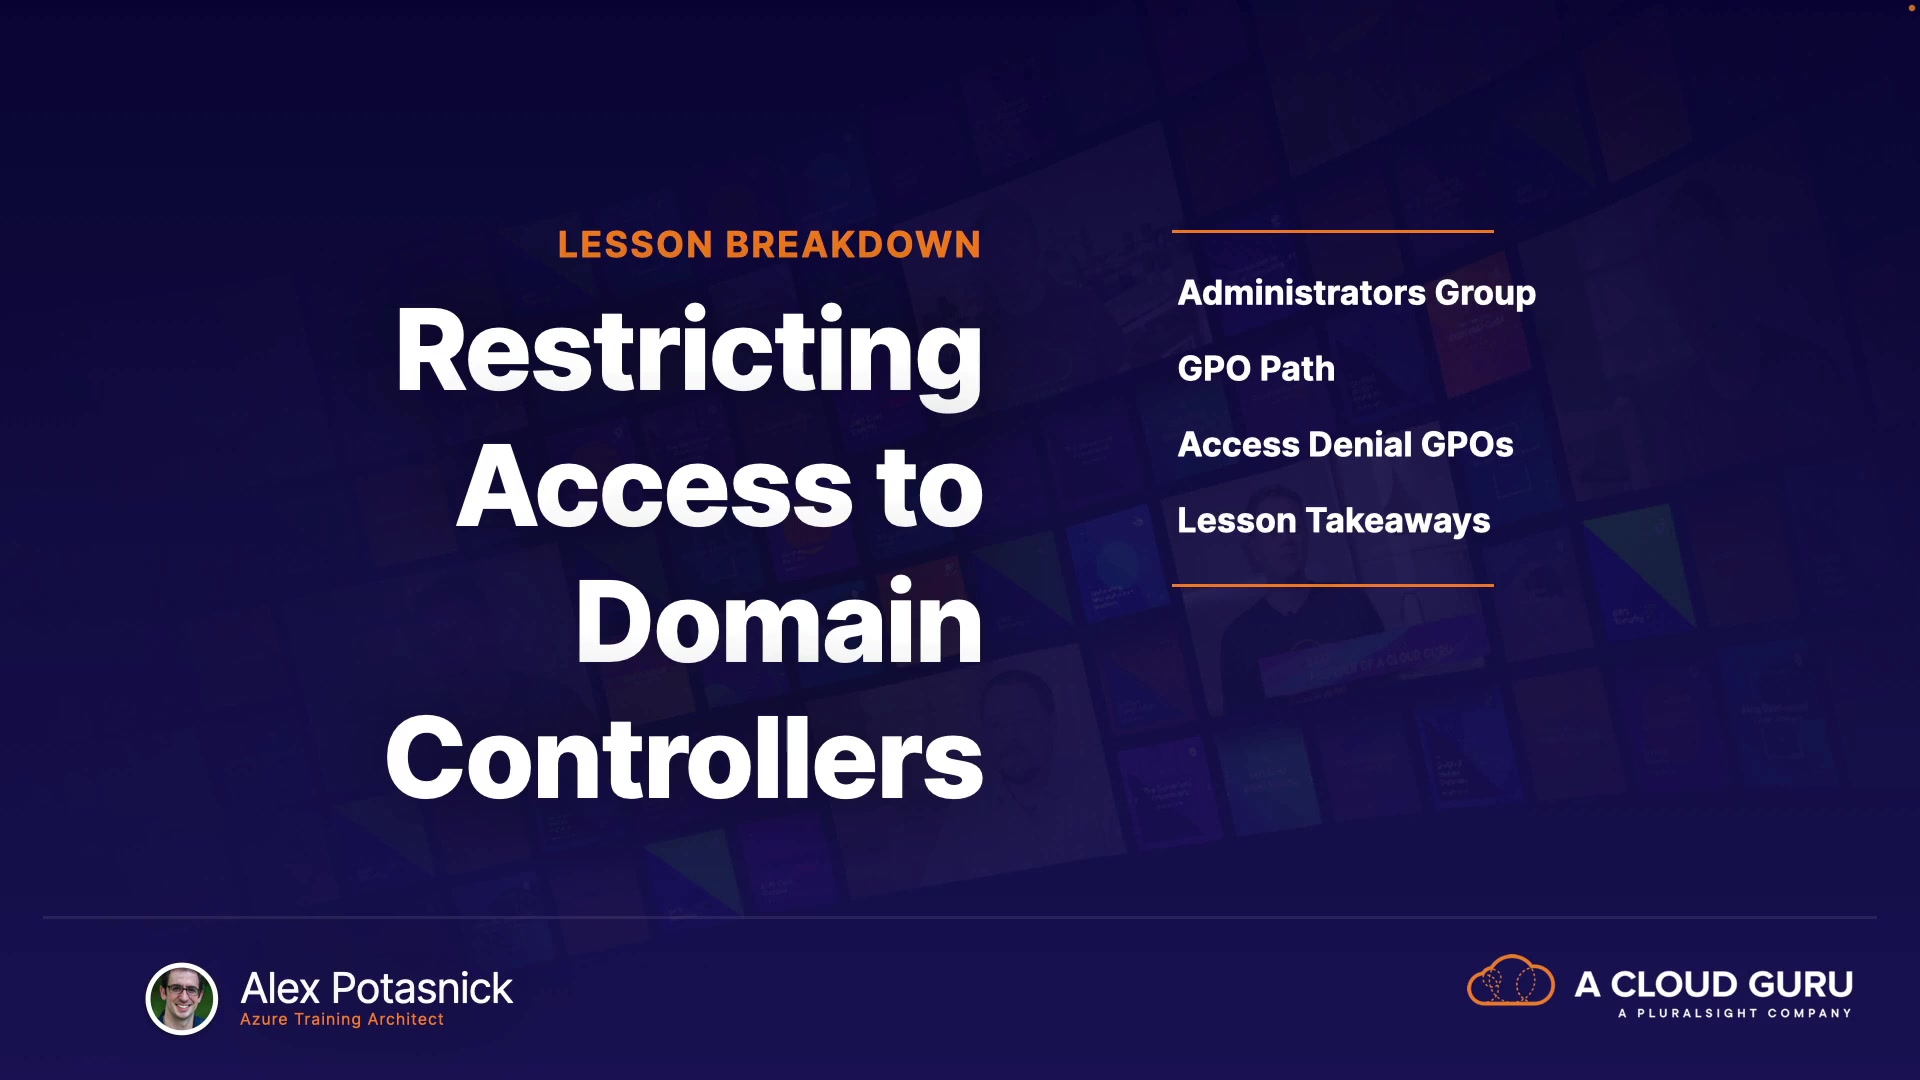 LESSON BREAKDOWN
Restricting
Access to
Domain
Controllers
Administrators Group
GPO Path
Access Denial GPOs
Lesson Takeaways
Alex Potasnick
Azure Training Architect
A CLOUD GURU
A PLURALSIGHT COMPANY